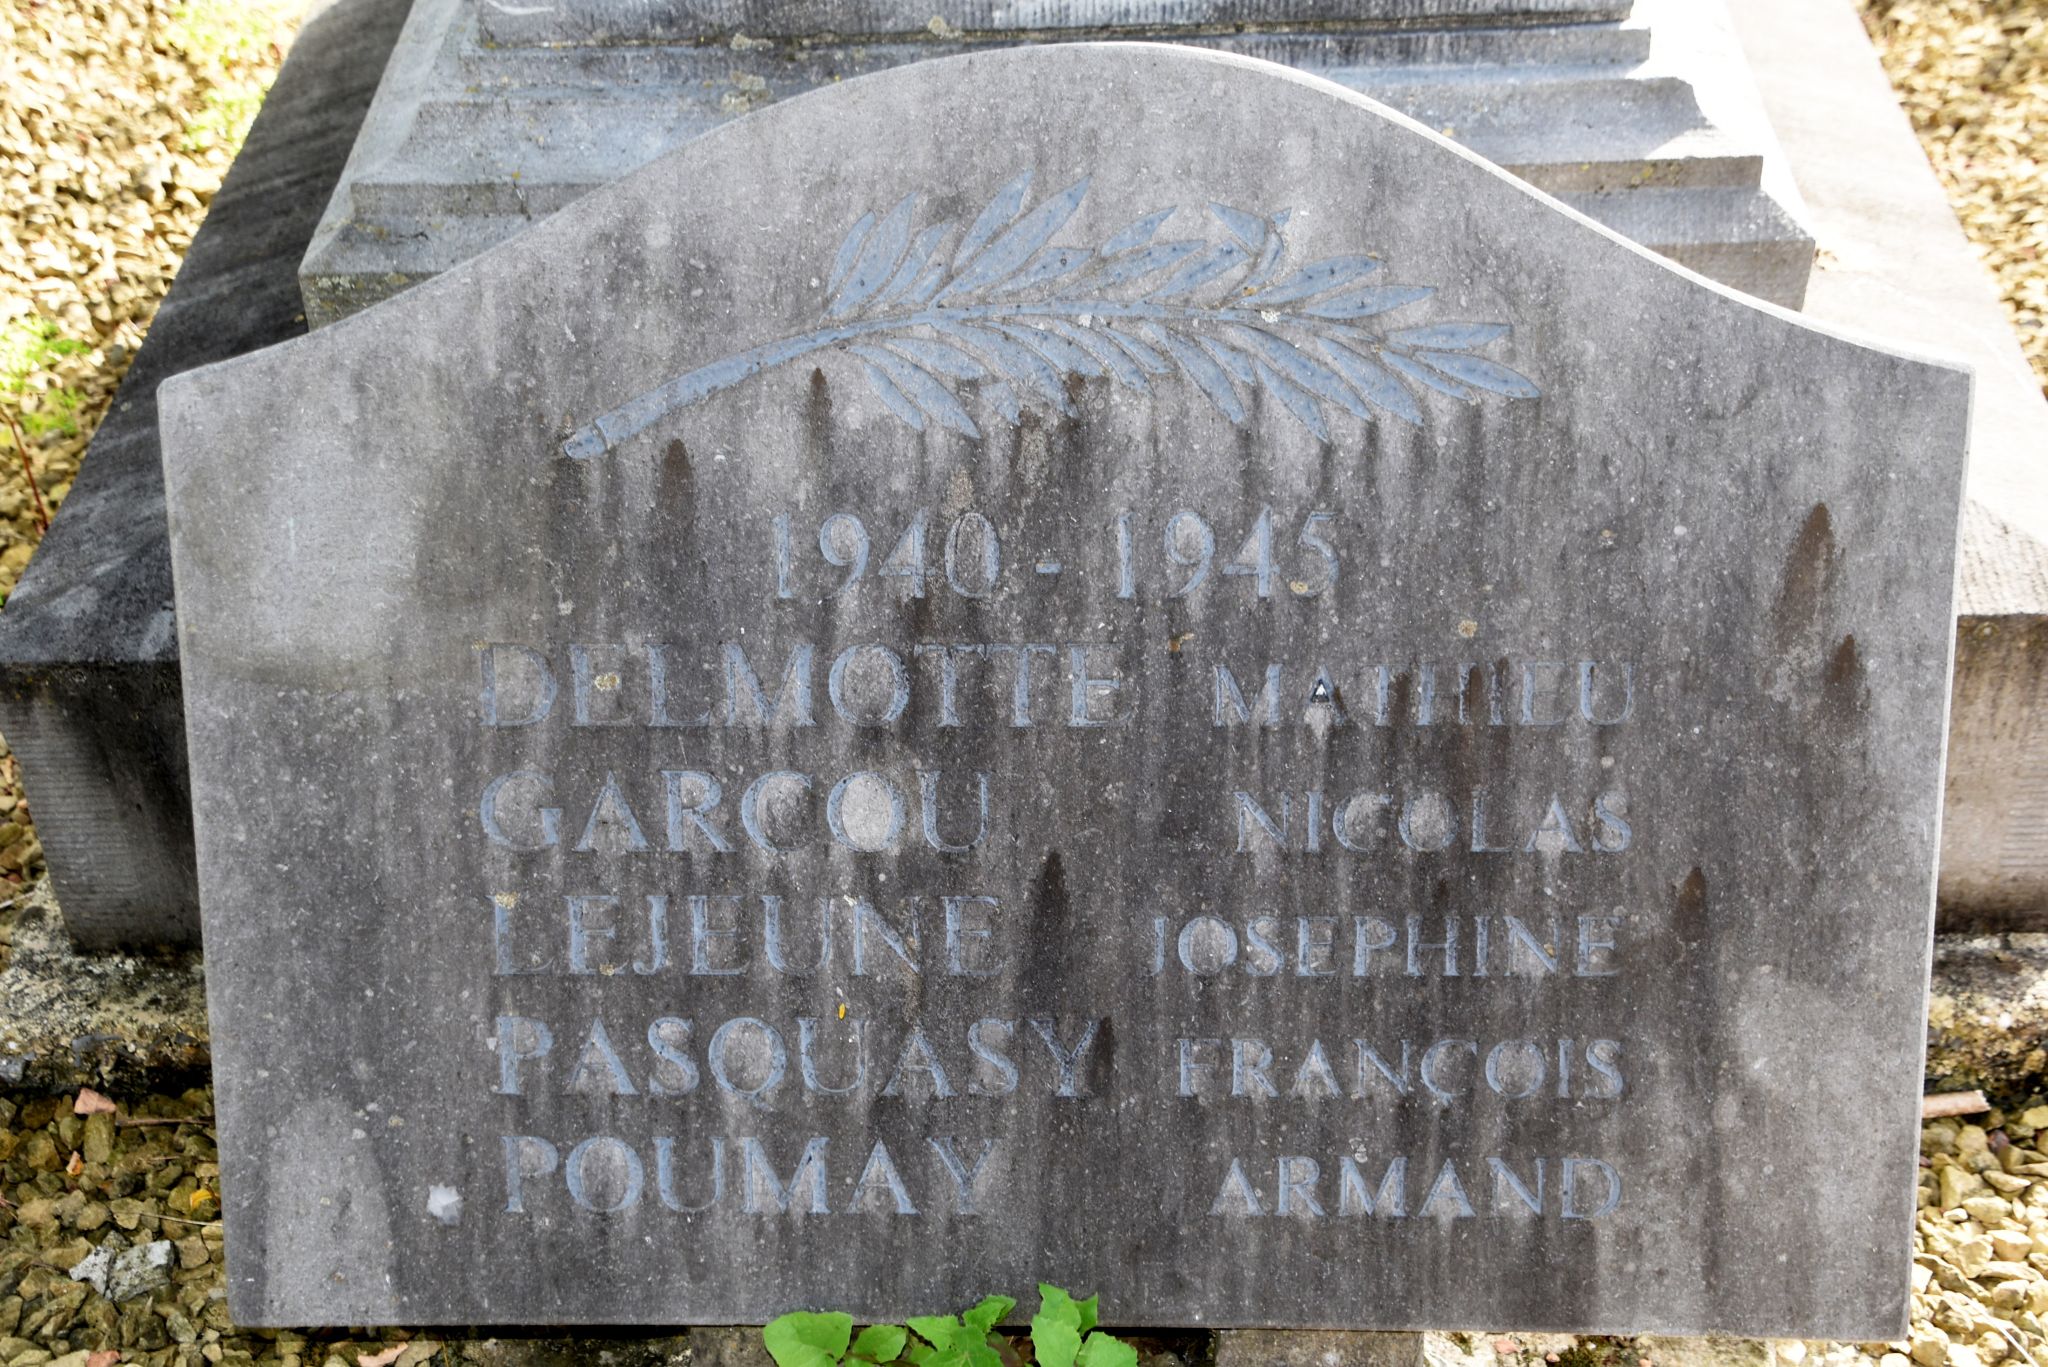 1940 - 1945
DELMOTTE MATHIEU
GARCOU NICOLAS
LEJEUNE JOSEPHINE
PASQUASY FRANÇOIS
POUMAY ARMAND